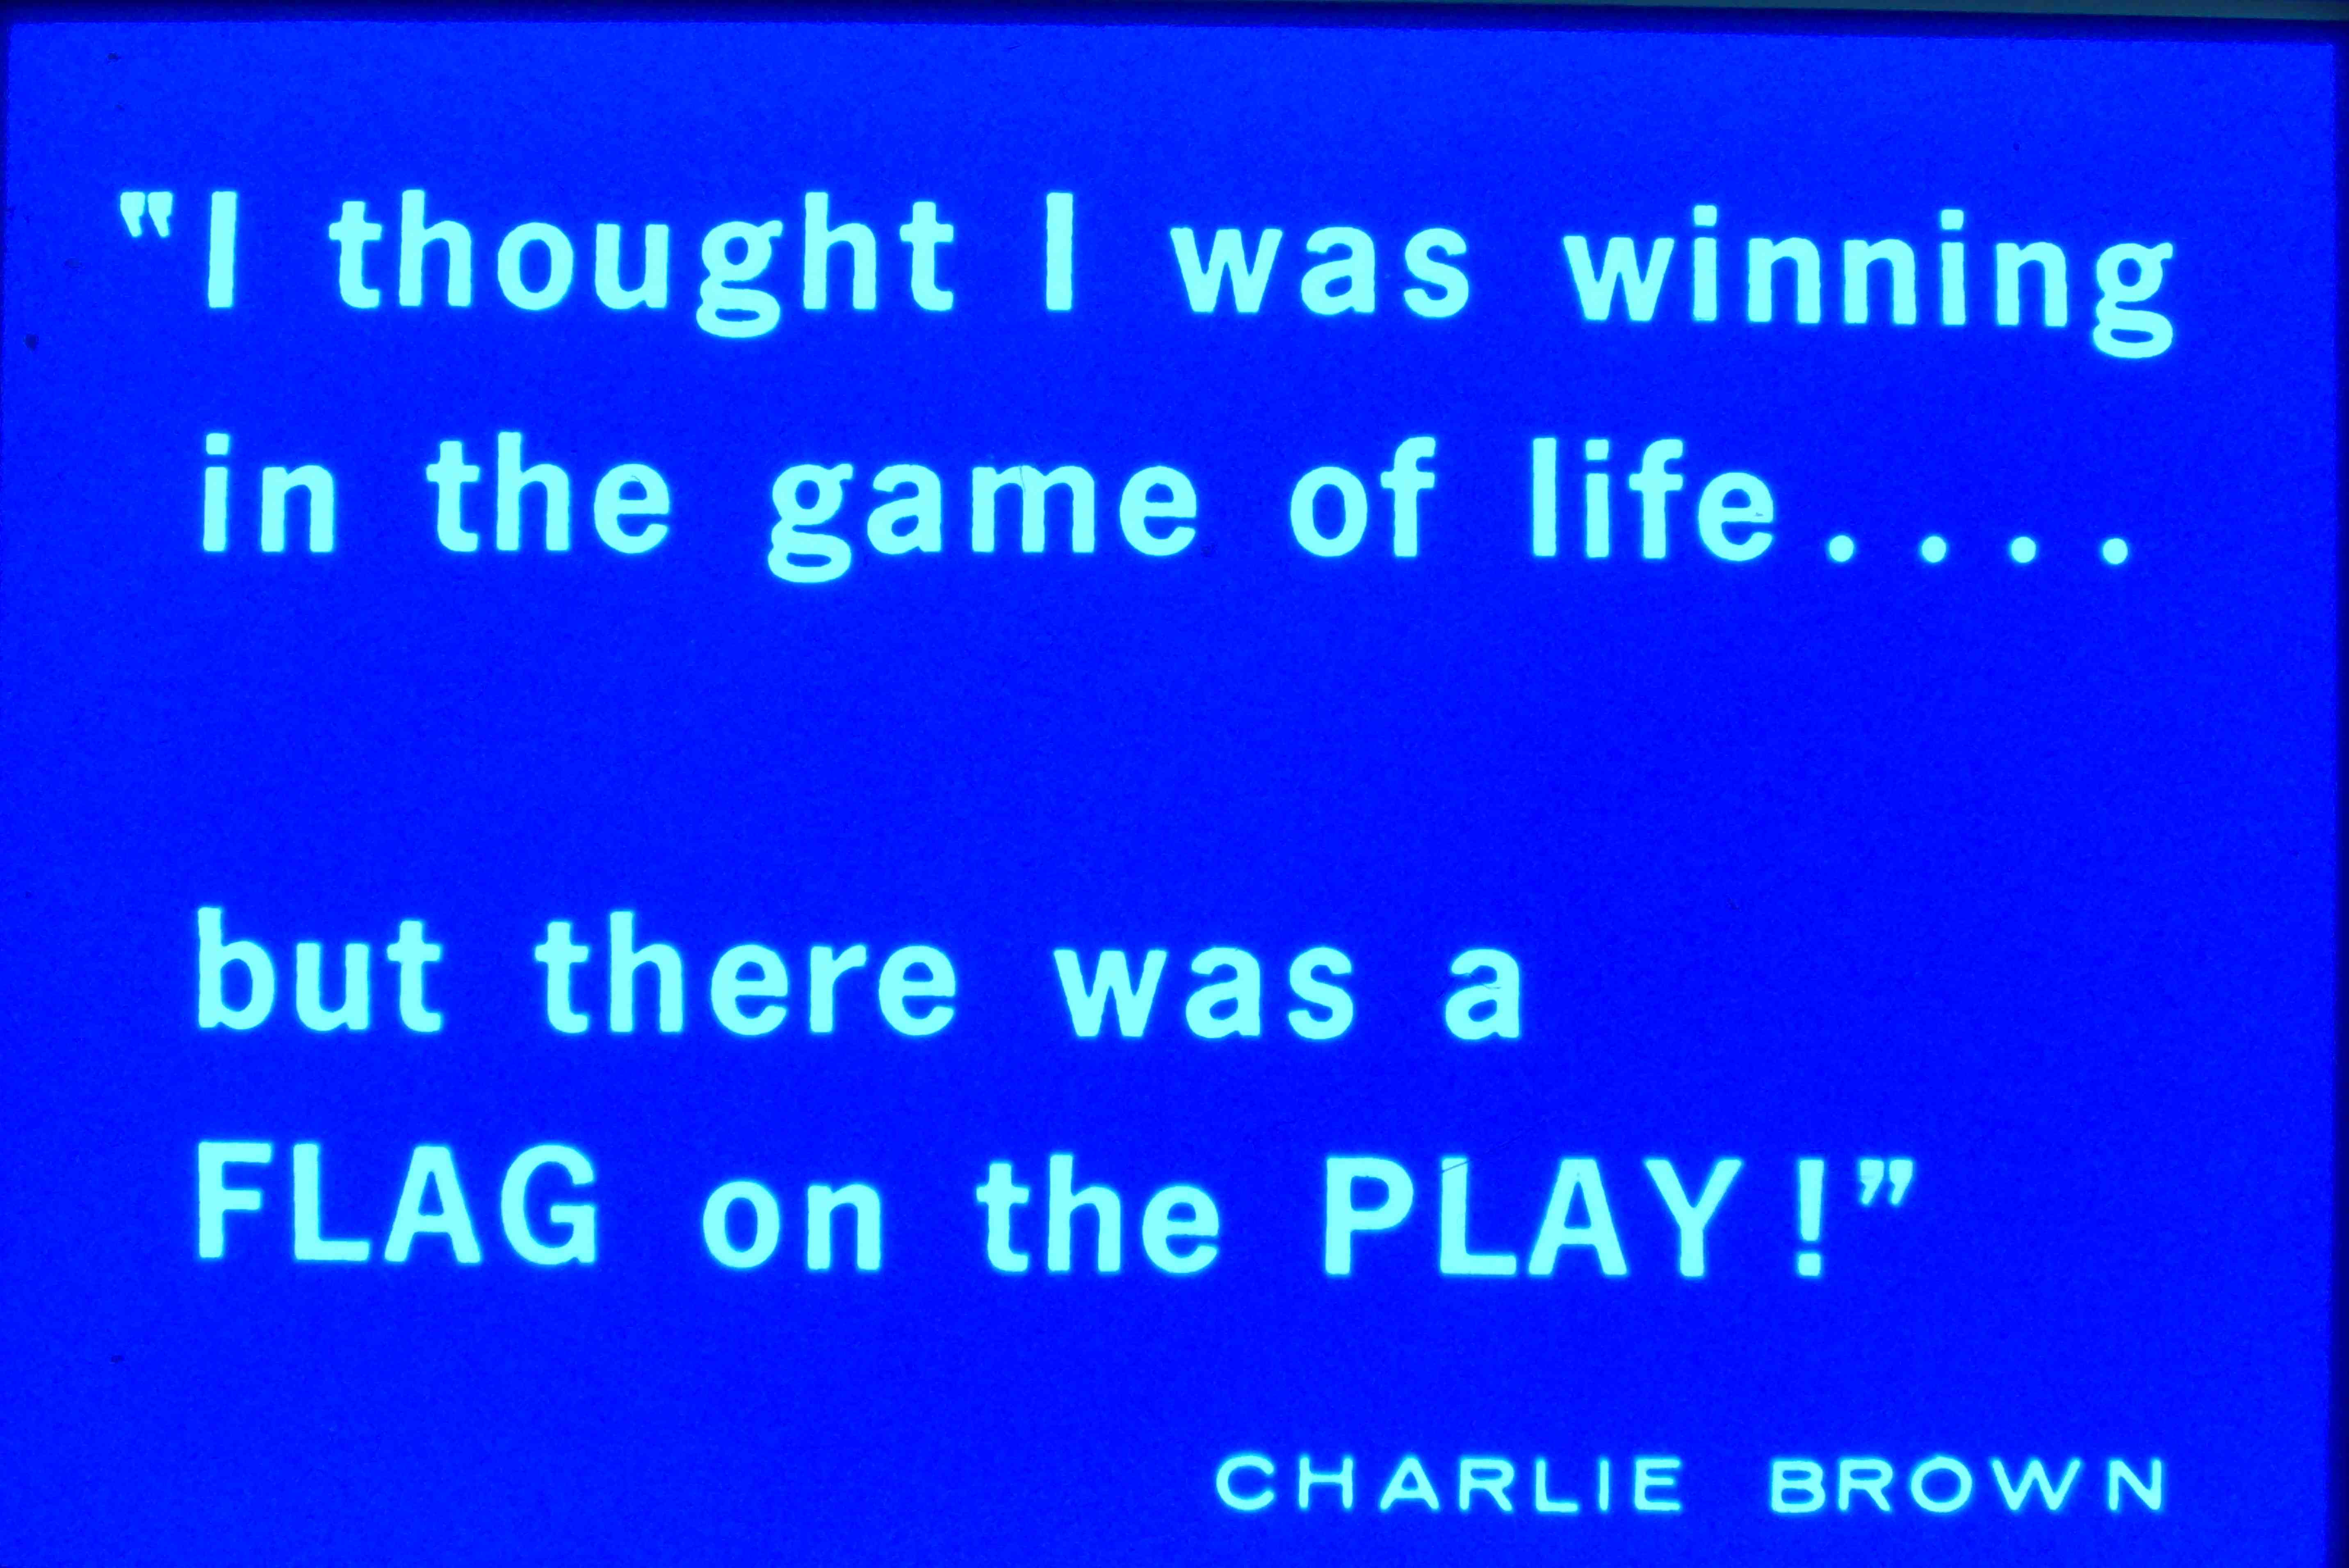 "I thought I was winning
in the game of life....
but there was a
FLAG on the PLAY!"
CHARLIE BROWN